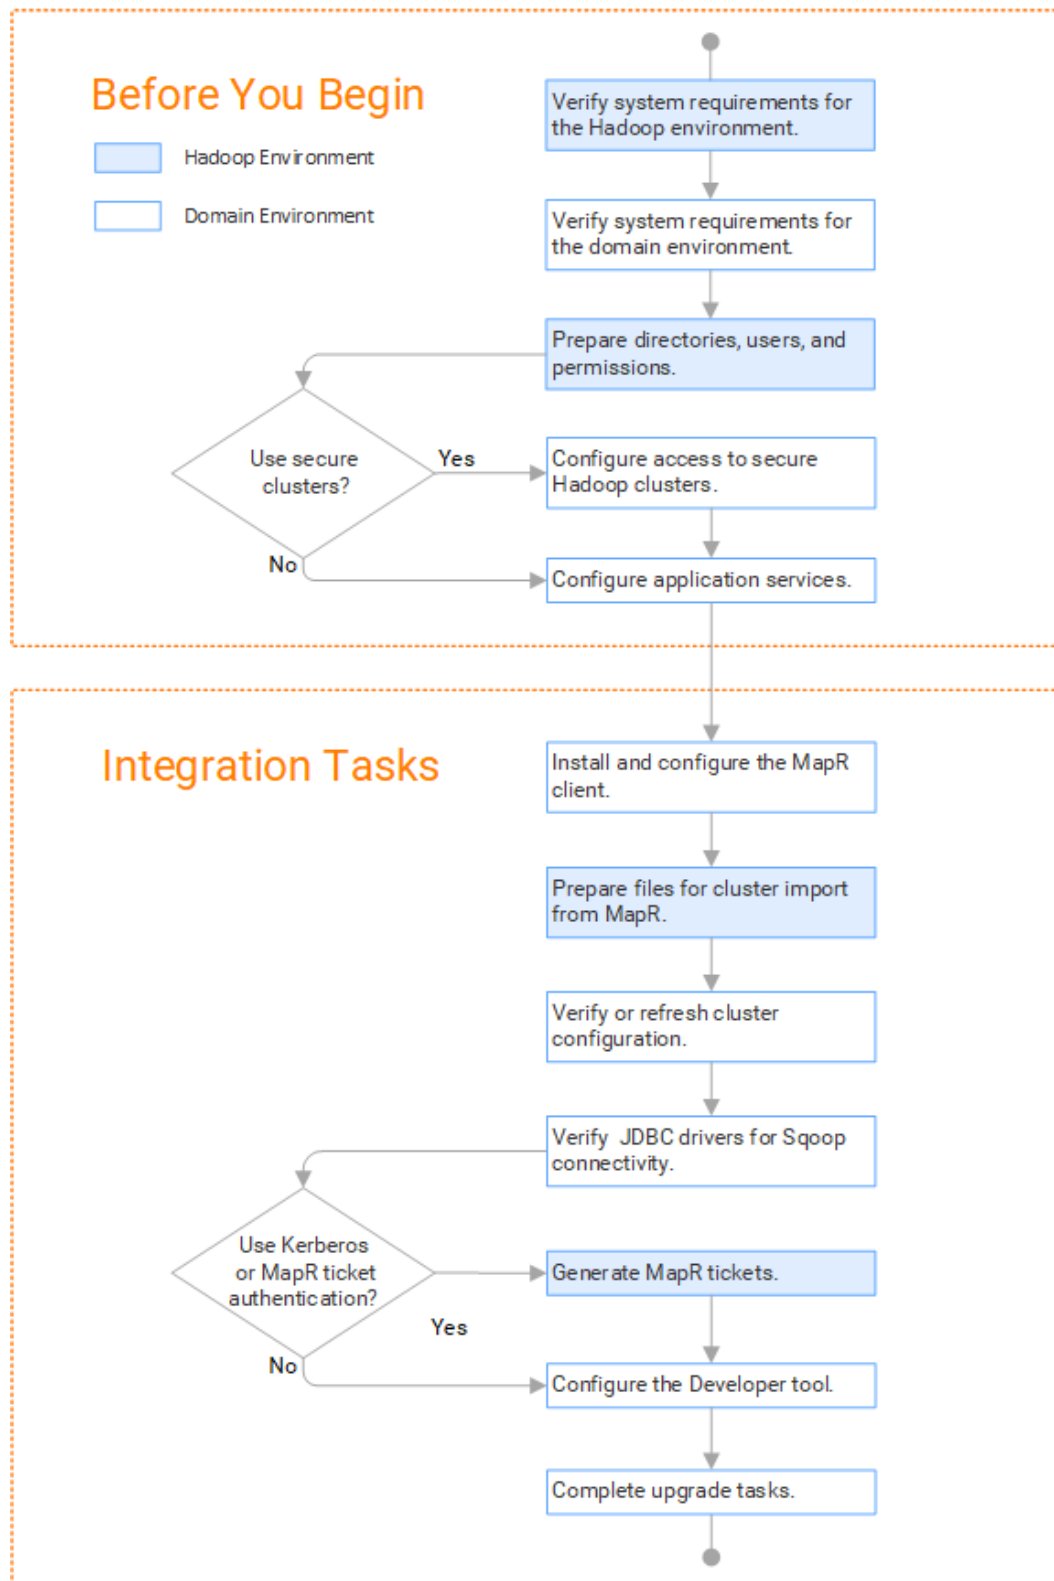 Before You Begin
Hadoop Environment
Domain Environment
Verify system requirements for
the Hadoop environment.
Verify system requirements for
the domain environment.
Prepare directories, users, and
permissions.
Use secure
clusters?
Yes
No
Configure access to secure
Hadoop clusters.
Configure application services.
Integration Tasks
Install and configure the MapR
client.
Prepare files for cluster import
from MapR.
Verify or refresh cluster
configuration.
Verify JDBC drivers for Sqoop
connectivity.
Use Kerberos
or MapR ticket
authentication?
Yes
No
Generate MapR tickets.
Configure the Developer tool.
Complete upgrade tasks.